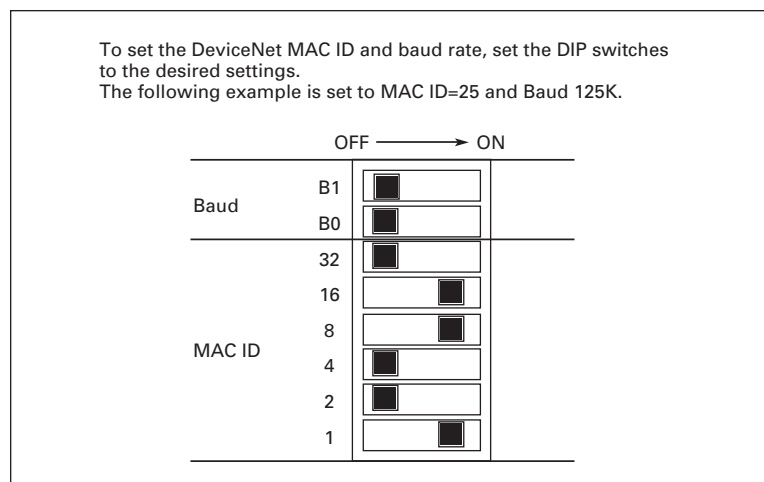 To set the DeviceNet MAC ID and baud rate, set the DIP switches
to the desired settings.
The following example is set to MAC ID=25 and Baud 125K.
OFF ON
Baud
B1
B0
MAC ID
32
16
8
4
2
1